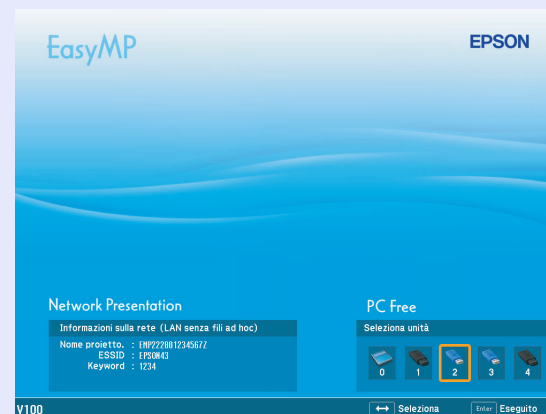 EasyMP
EPSON
Network Presentation
Informazioni sulla rete (LAN senza fili ad hoc)
Nome proietto. : EMP222881234567Z
ESSID : EPSON43
Keyword : 1234
PC Free
Seleziona unità
0 1 2 3 4
V100
Seleziona
Enter Eseguito